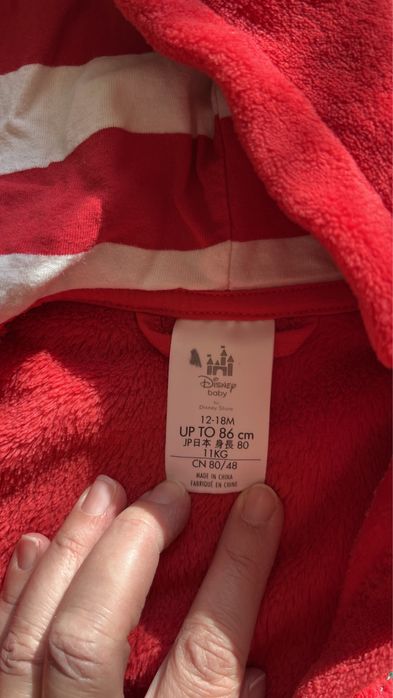 Disney
baby
by
Disney Store
12-18M
UP TO 86 cm
JP日本 身長 80
11KG
CN 80/48
MADE IN CHINA
FABRIQUÉ EN CHINE